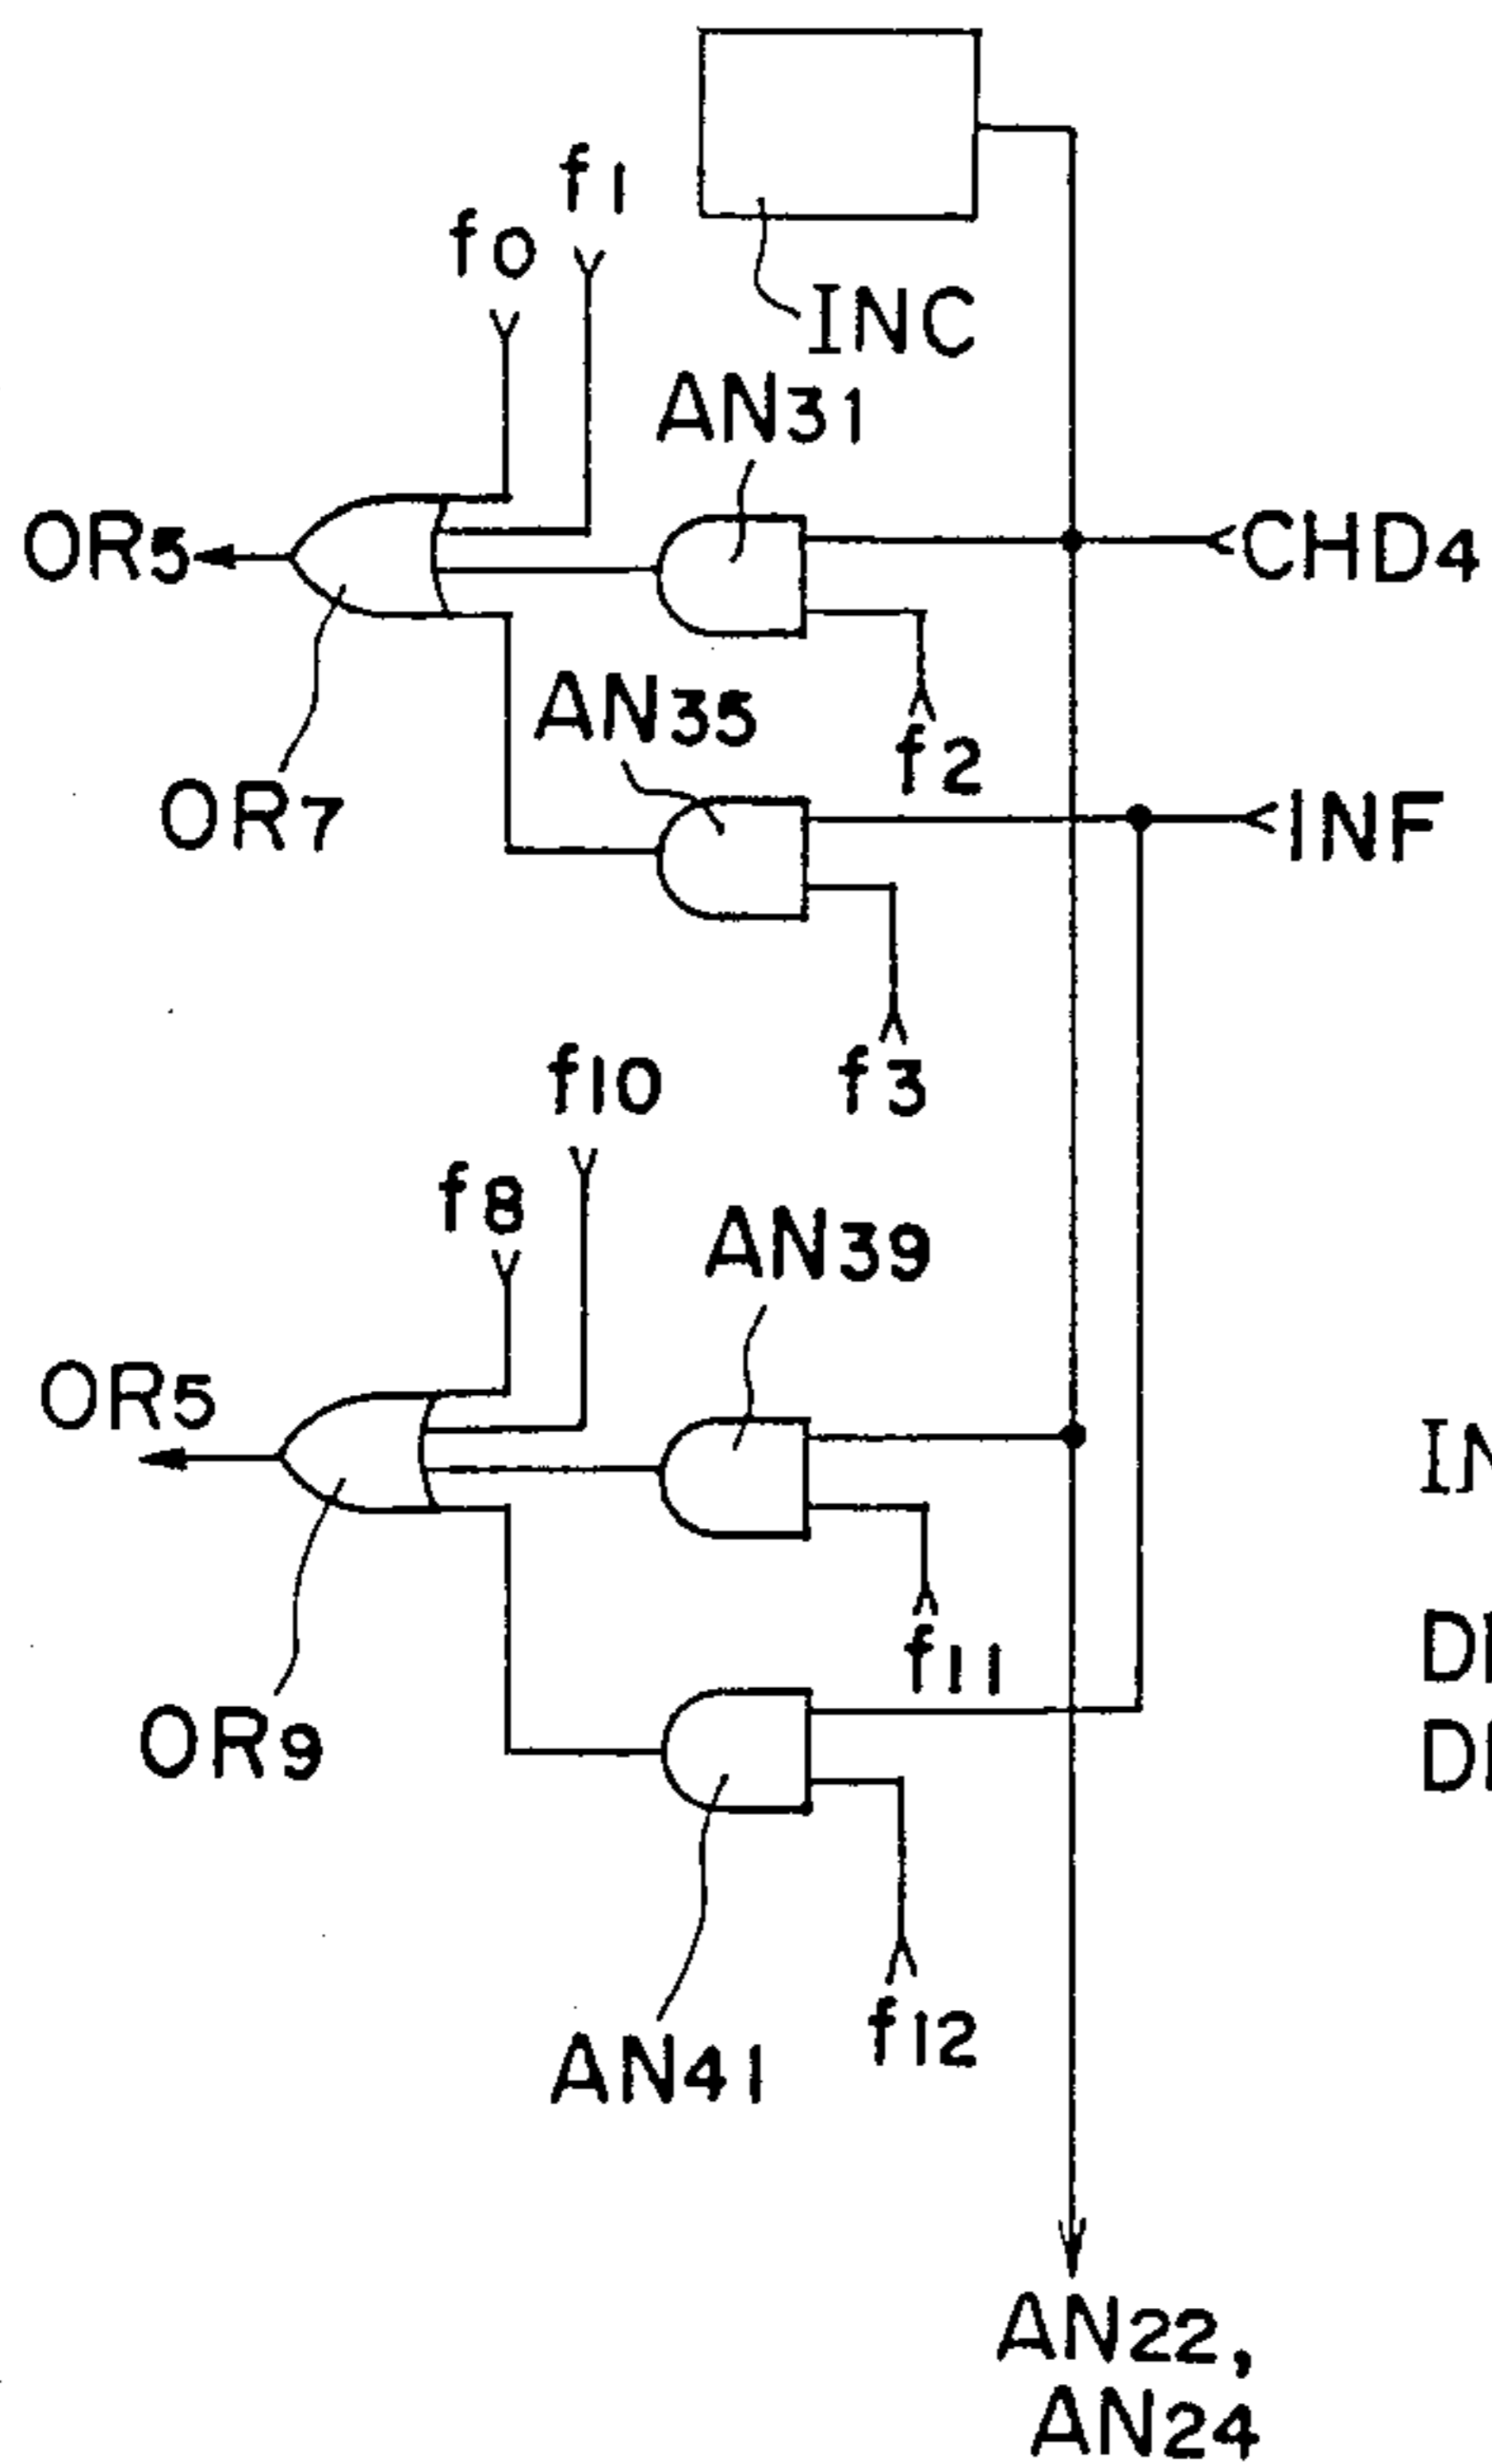 f1
f0
INC
AN31
OR5
CHD4
AN35
f2
OR7
INF
f3
f10
f8
AN39
OR5
IN
f11
OR9
f12
AN41
AN22,
AN24